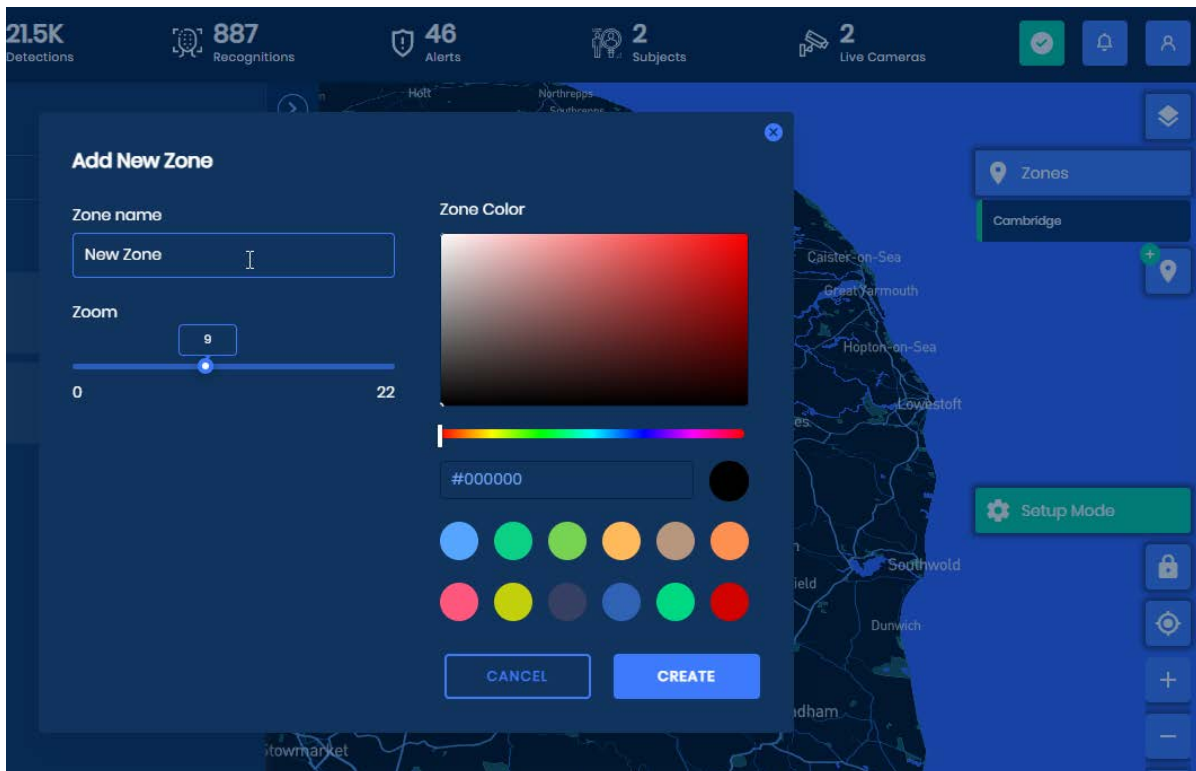 21.5K
Detections
887
Recognitions
46
Alerts
2
Subjects
2
Live Cameras
Holt
Northrepps
Southrepps
Add New Zone
Zone name
New Zone
Zoom
9
0
22
Zone Color
#000000
CANCEL
CREATE
Zones
Cambridge
Caister-on-Sea
Great Yarmouth
Hopton-on-Sea
Lowestoft
Setup Mode
Southwold
Dunwich
Stowmarket